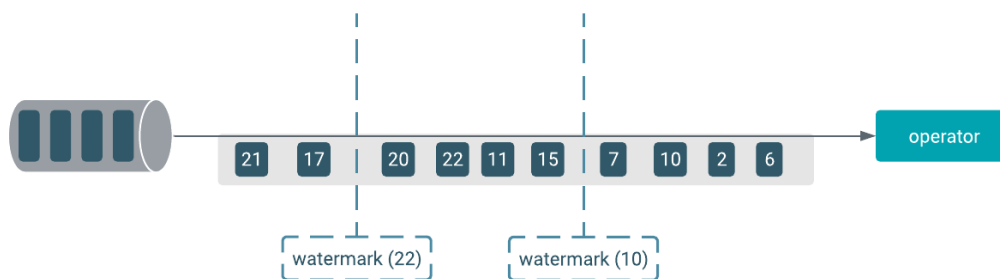 21 17 20 22 11 15 7 10 2 6
operator
watermark (22)
watermark (10)